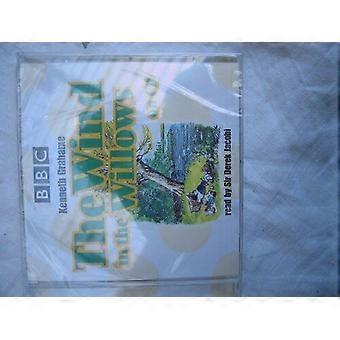 BBC
Kenneth Grahame
The Wind
in the Willows
read by Sir Derek Jacobi